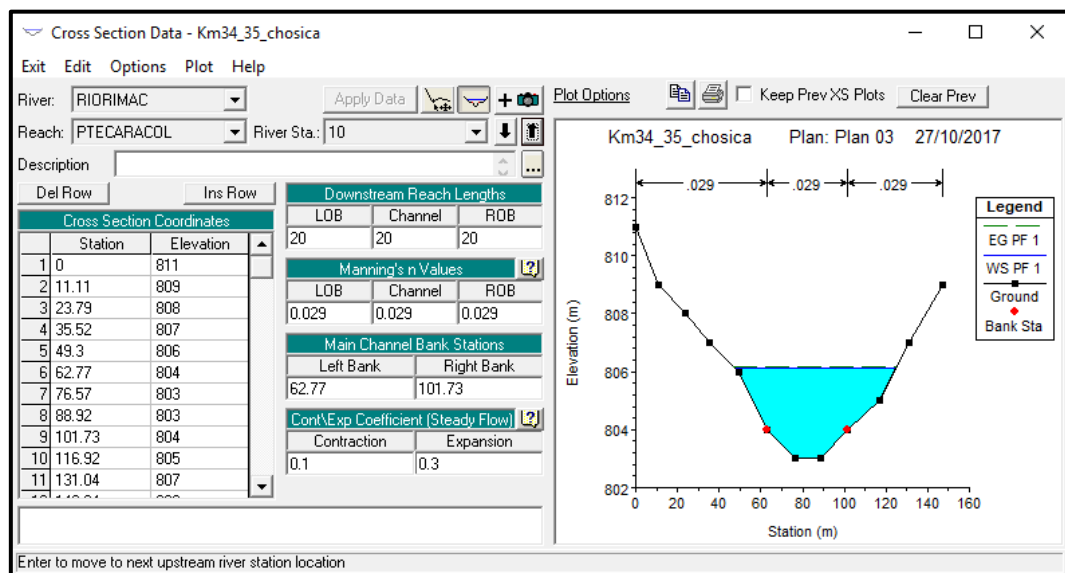 Cross Section Data - Km34_35_chosica
Exit Edit Options Plot Help
River: RIORIMAC Apply Data
Reach: PTECARACOL River Sta.: 10
Description ...
Del Row Ins Row
Cross Section Coordinates
Station Elevation
1 0 811
2 11.11 809
3 23.79 808
4 35.52 807
5 49.3 806
6 62.77 804
7 76.57 803
8 88.92 803
9 101.73 804
10 116.92 805
11 131.04 807
Downstream Reach Lengths
LOB Channel ROB
20 20 20
Manning's n Values
LOB Channel ROB
0.029 0.029 0.029
Main Channel Bank Stations
Left Bank Right Bank
62.77 101.73
Cont\Exp Coefficient (Steady Flow)
Contraction Expansion
0.1 0.3
Plot Options Keep Prev XS Plots Clear Prev
Km34_35_chosica Plan: Plan 03 27/10/2017
.029 .029 .029
812
810
808
806
804
802
Elevation (m)
0 20 40 60 80 100 120 140 160
Station (m)
Legend
EG PF 1
WS PF 1
Ground
Bank Sta
Enter to move to next upstream river station location